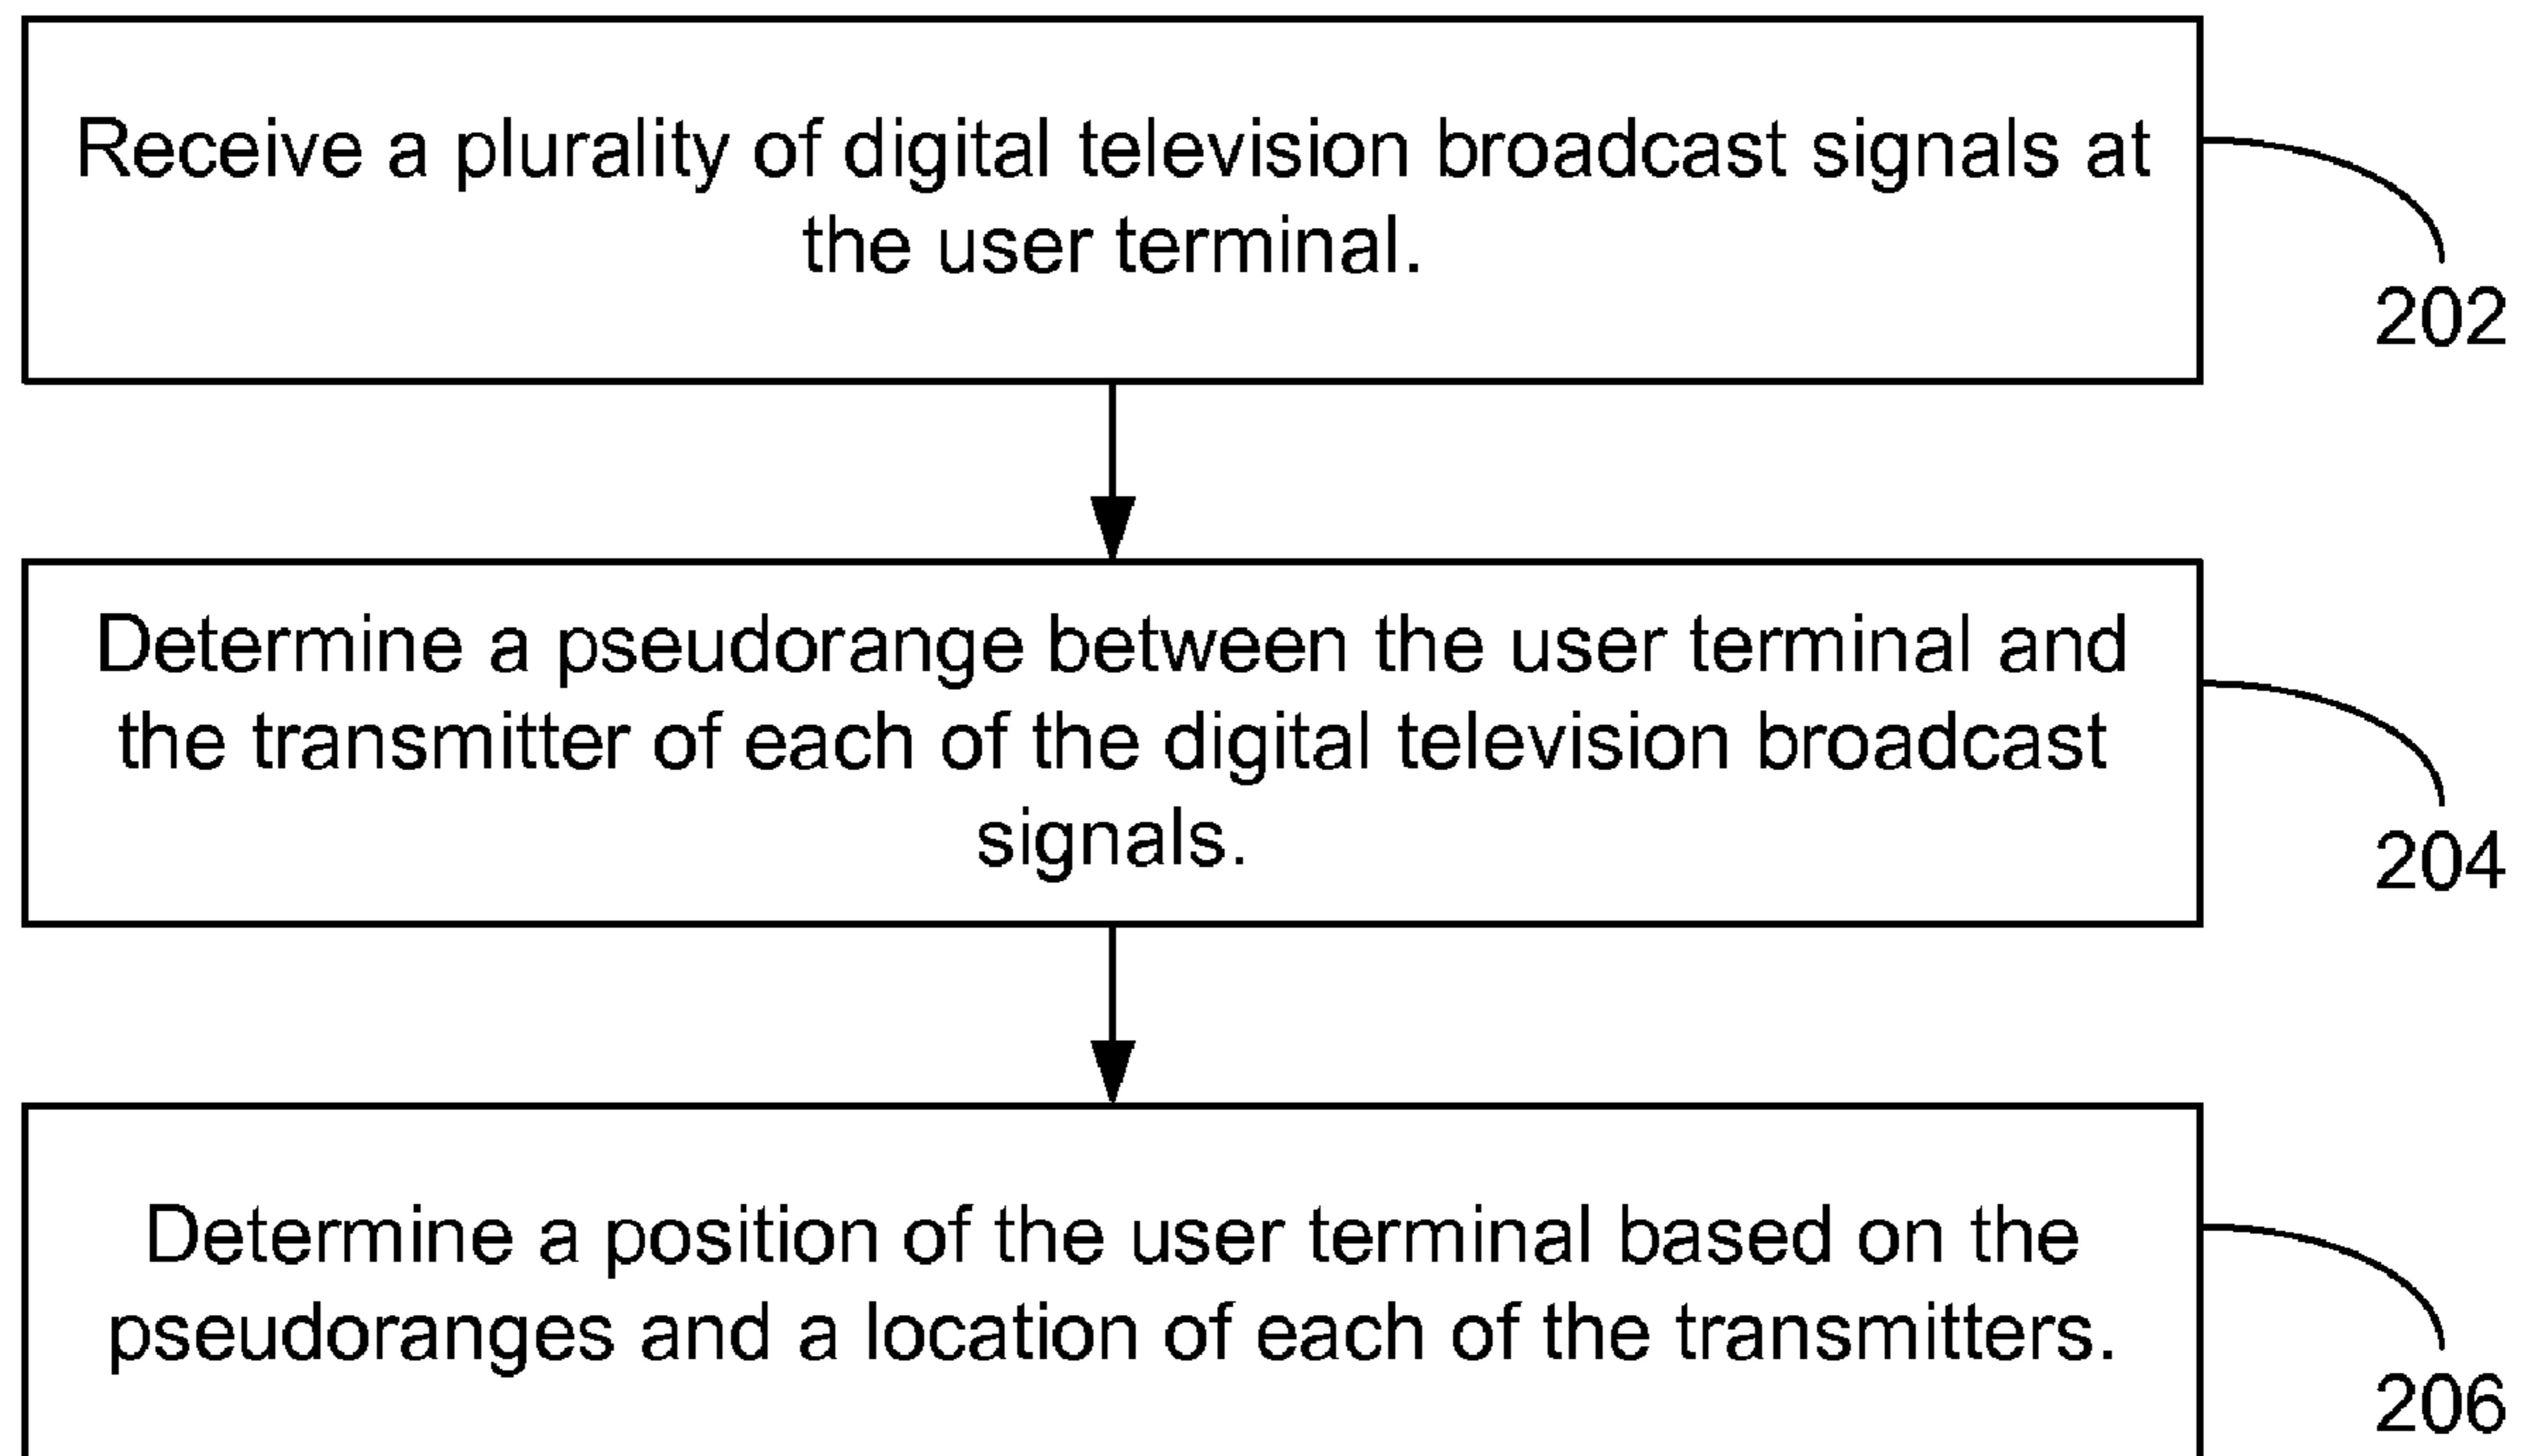 Receive a plurality of digital television broadcast signals at
the user terminal.
202
Determine a pseudorange between the user terminal and
the transmitter of each of the digital television broadcast
signals.
204
Determine a position of the user terminal based on the
pseudoranges and a location of each of the transmitters.
206